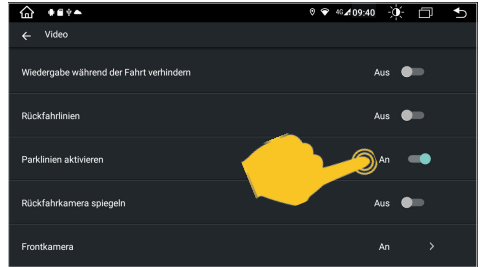 4G 09:40
Video
Wiedergabe während der Fahrt verhindern Aus
Rückfahrlinien Aus
Parklinien aktivieren An
Rückfahrkamera spiegeln Aus
Frontkamera An